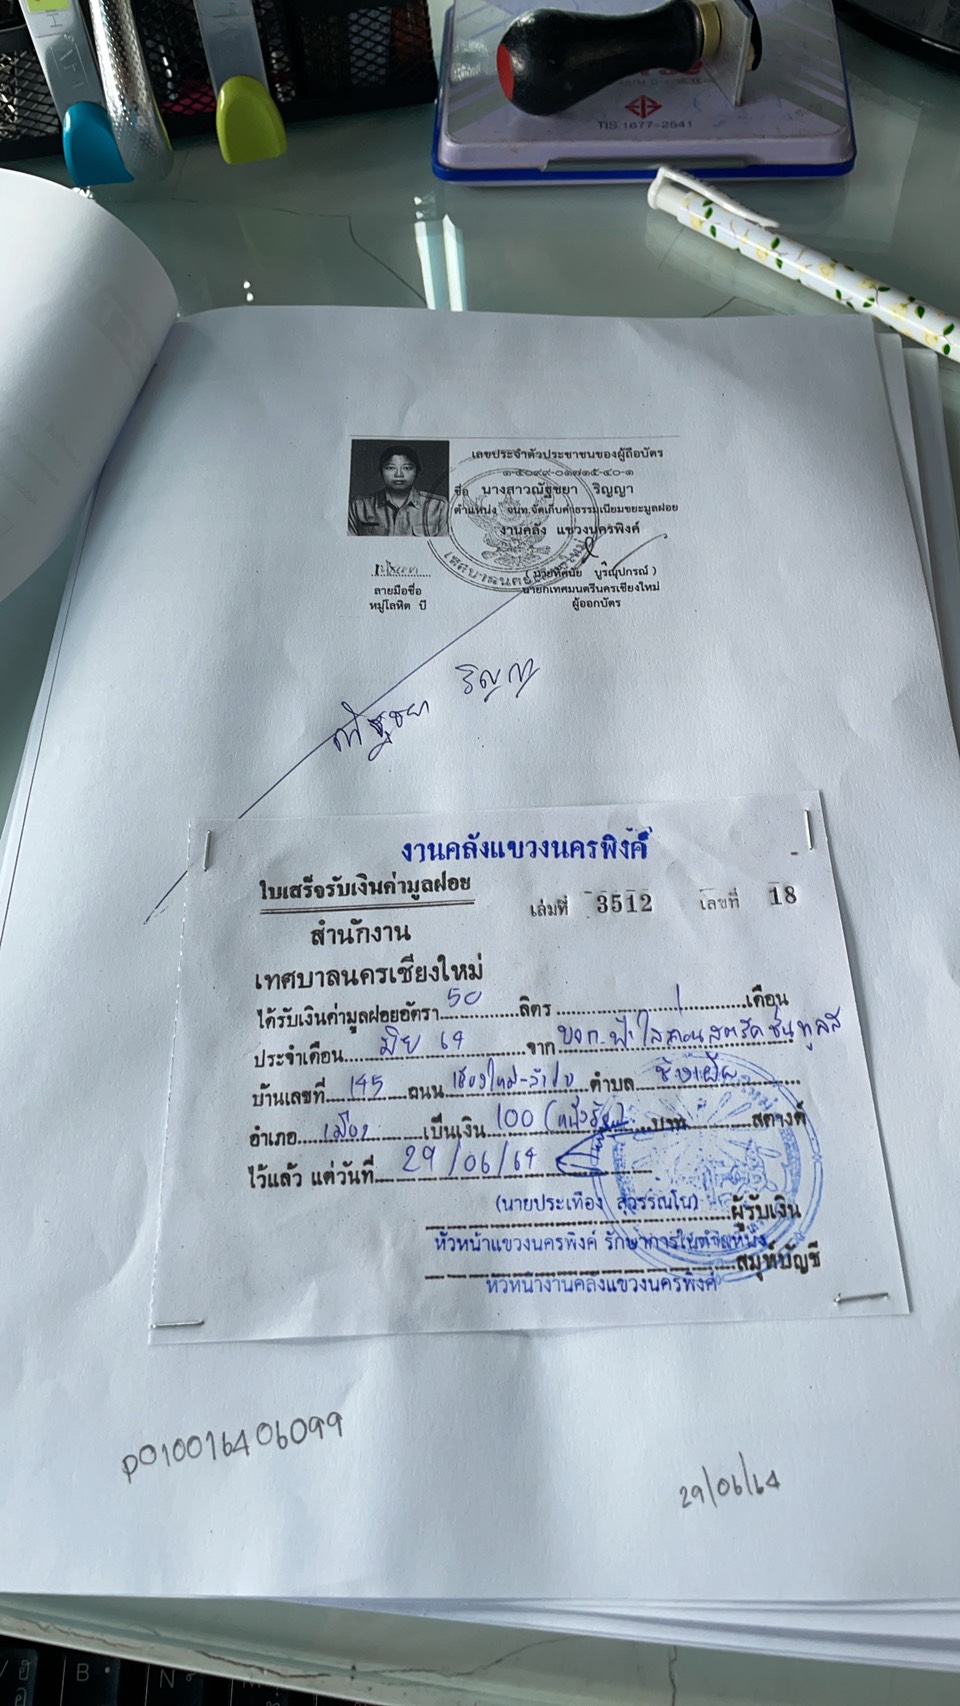 TIS 1677-2541
เลขประจำตัวประชาชนของผู้ถือบัตร
๑-๕๐๙๙-๐๑๗๑๕-๔๐-๑
ชื่อ นางสาวณัฐชยา ริญญา
ตำแหน่ง จนท.จัดเก็บค่าธรรมเนียมขยะมูลฝอย
งานคลัง แขวงนครพิงค์
ลายมือชื่อ
หมู่โลหิต บี
(นายทัศนัย บูรณุปกรณ์)
นายกเทศมนตรีนครเชียงใหม่
ผู้ออกบัตร
ณัฐชยา ริญญา
งานคลังแขวงนครพิงค์
ใบเสร็จรับเงินค่ามูลฝอย
เล่มที่ 3512 เลขที่ 18
สำนักงาน
เทศบาลนครเชียงใหม่
ได้รับเงินค่ามูลฝอยอัตรา 50 ลิตร 1 เดือน
ประจำเดือน มิย 64 จาก บจก.ฟ้าใสคอนสตรัคชั่น ทูลส์
บ้านเลขที่ 145 ถนน เชียงใหม่-ลำปาง ตำบล ช้างเผือก
อำเภอ เมือง เป็นเงิน 100 (หนึ่งร้อย) บาท สตางค์
ไว้แล้ว แต่วันที่ 29/06/64
(นายประเทือง สุวรรณโน) ผู้รับเงิน
หัวหน้าแขวงนครพิงค์ รักษาการในตำแหน่ง
สมุห์บัญชี
หัวหน้างานคลังแขวงนครพิงค์
P010016406099
29/06/64
B
N